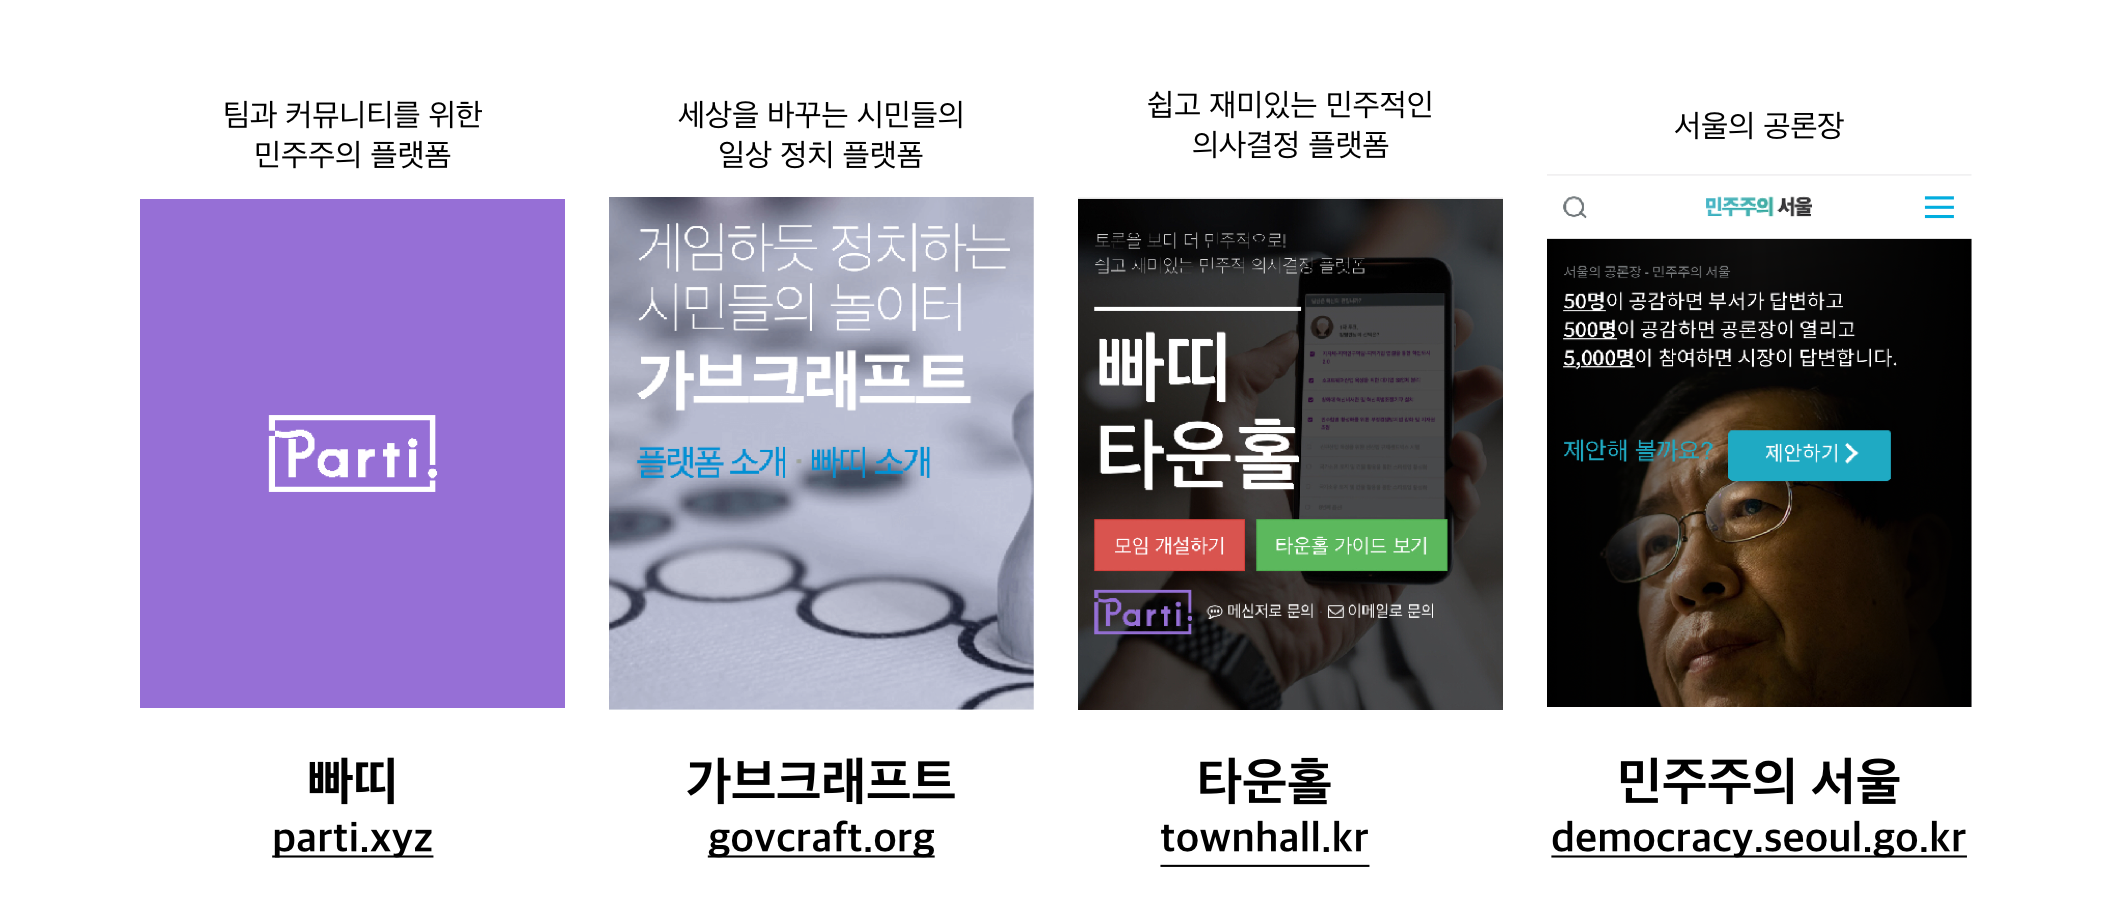 팀과 커뮤니티를 위한
민주주의 플랫폼
Parti!
빠띠
parti.xyz
세상을 바꾸는 시민들의
일상 정치 플랫폼
게임하듯 정치하는
시민들의 놀이터
가브크래프트
플랫폼 소개 · 빠띠 소개
가브크래프트
govcraft.org
쉽고 재미있는 민주적인
의사결정 플랫폼
토론을 보다 더 민주적으로!
쉽고 재미있는 민주적 의사결정 플랫폼
빠띠
타운홀
모임 개설하기
타운홀 가이드 보기
Parti!
메신저로 문의
이메일로 문의
타운홀
townhall.kr
서울의 공론장
민주주의 서울
서울의 공론장 - 민주주의 서울
50명이 공감하면 부서가 답변하고
500명이 공감하면 공론장이 열리고
5,000명이 참여하면 시장이 답변합니다.
제안해 볼까요?
제안하기
민주주의 서울
democracy.seoul.go.kr